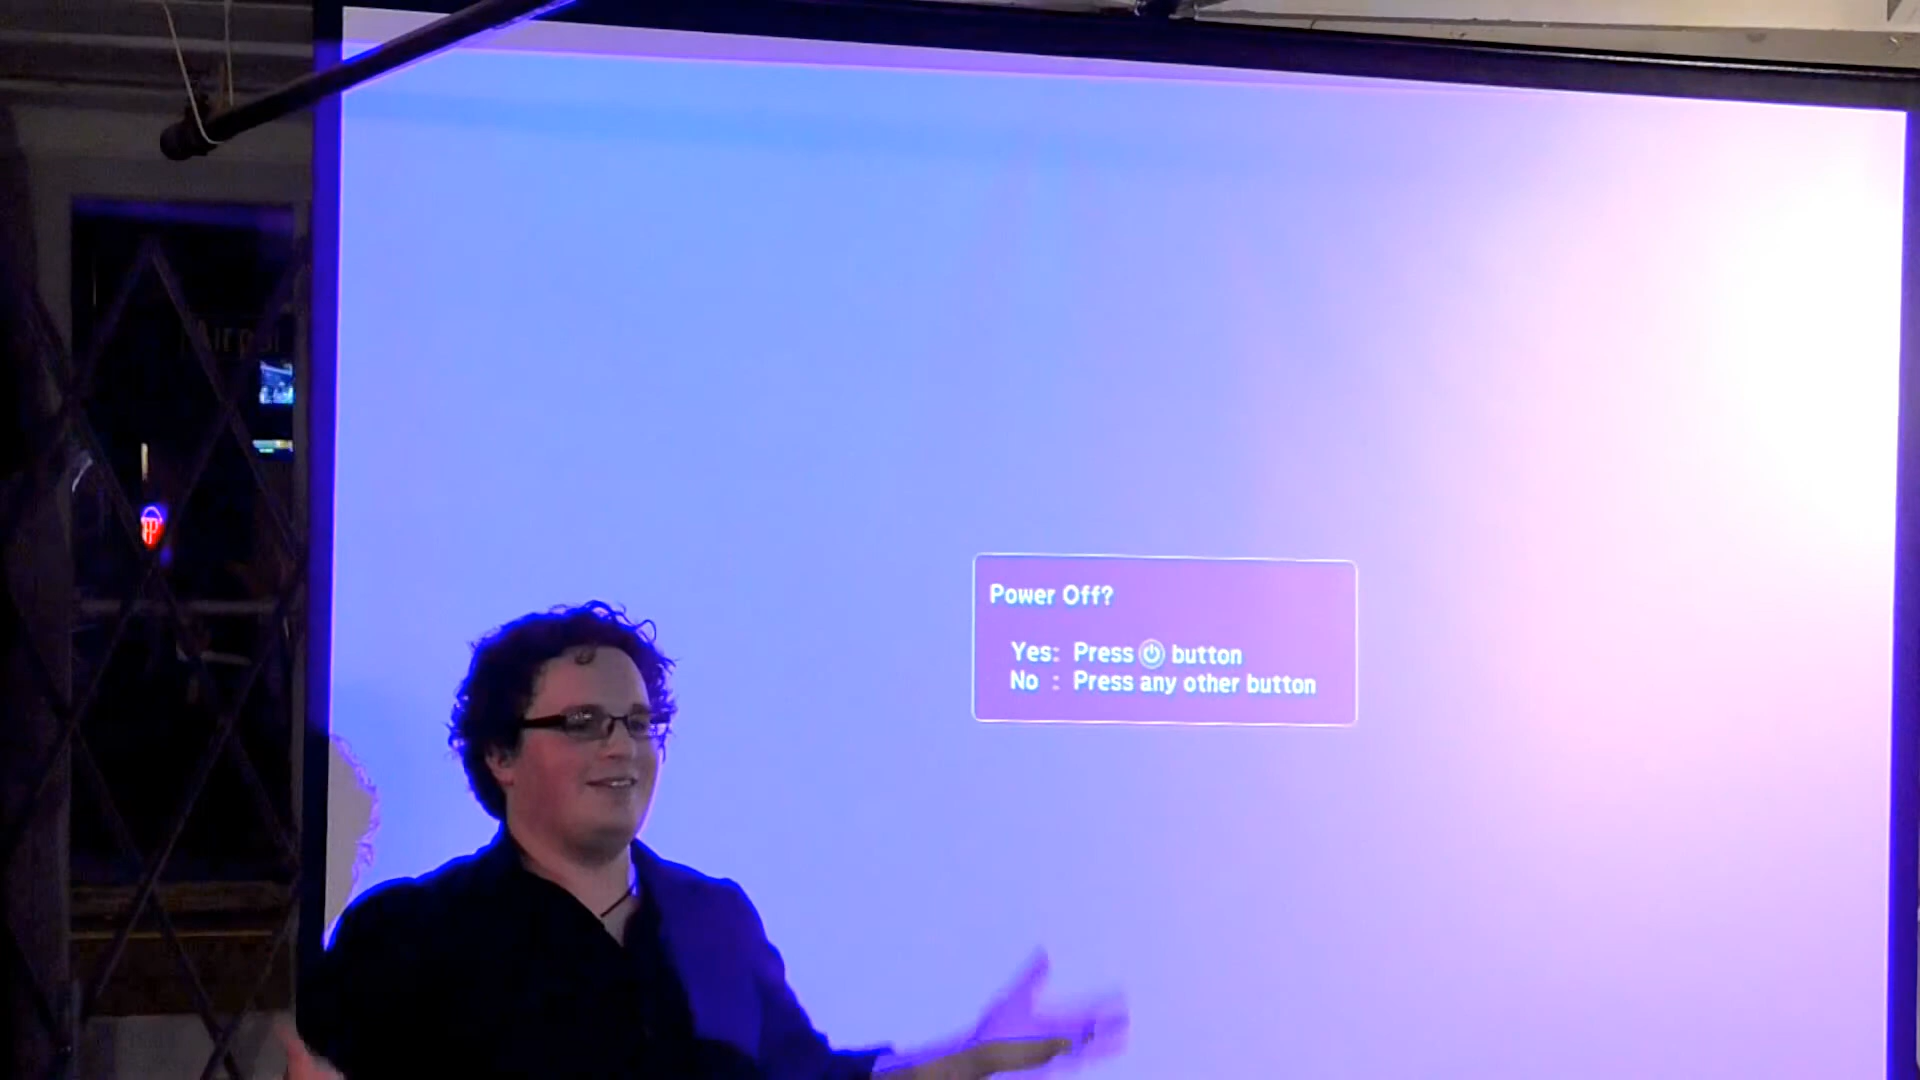 Power Off?
Yes: Press button
No : Press any other button